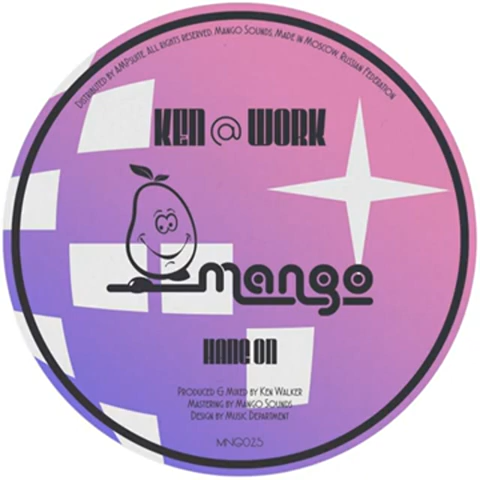 Distributed by AMPsuite. All rights reserved. Mango Sounds. Made in Moscow, Russian Federation
KEN @ WORK
mango
HANG ON
Produced & Mixed by Ken Walker
Mastering by Mango Sounds
Design by Music Department
MNG025